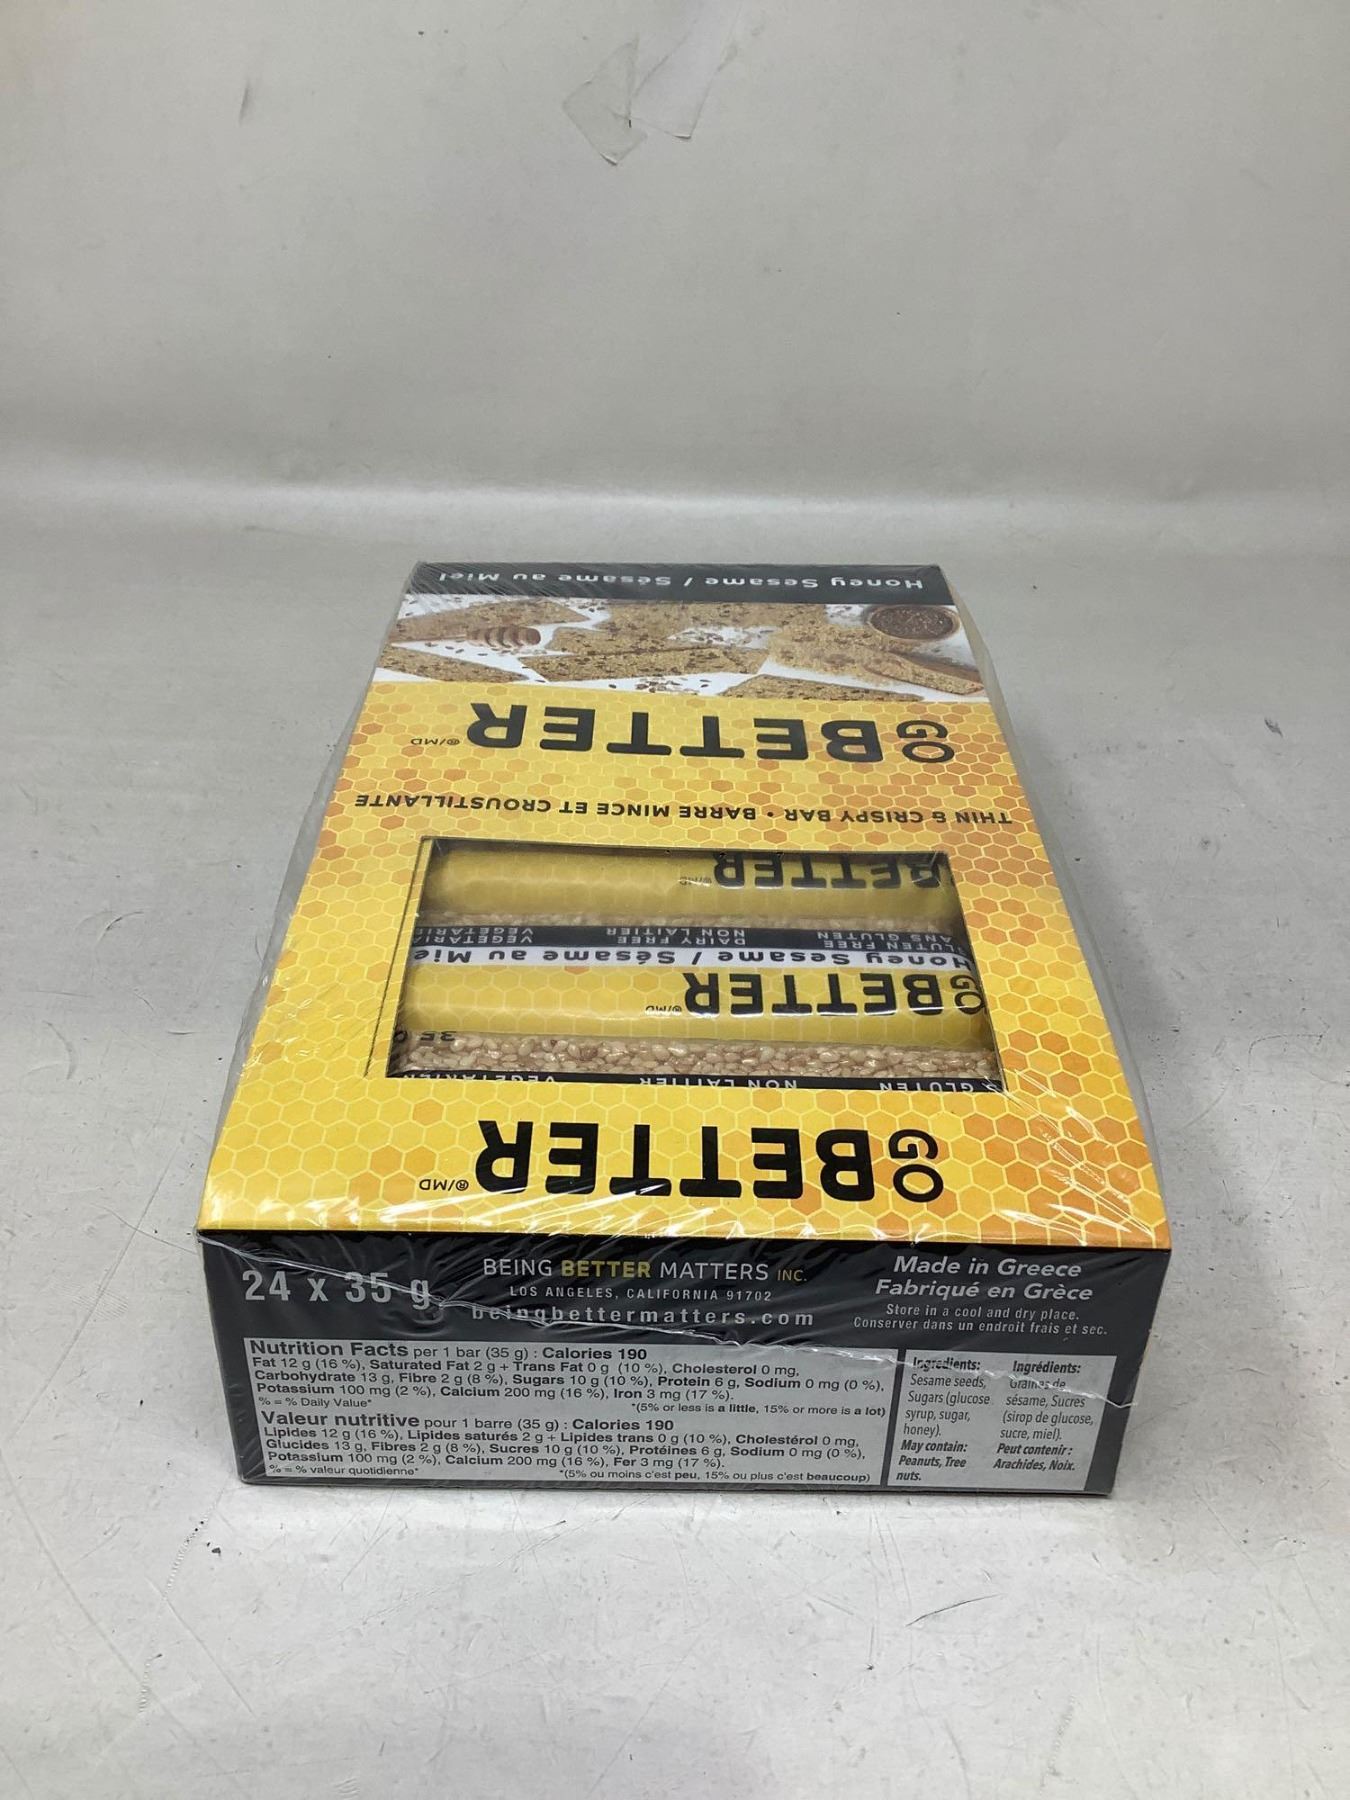 Honey Sesame / Sésame au Miel
GO BETTER ®/MD
THIN & CRISPY BAR • BARRE MINCE ET CROUSTILLANTE
BETTER ®/MD
NON LAITIER
GLUTEN
DAIRY FREE
Honey Sesame / Sésame au Mie
GO BETTER ®/MD
35
GLUTEN NON LAITIER
GO BETTER ®/MD
24 x 35 g
BEING BETTER MATTERS INC.
LOS ANGELES, CALIFORNIA 91702
beingbettermatters.com
Made in Greece
Fabriqué en Grèce
Store in a cool and dry place.
Conserver dans un endroit frais et sec.
Nutrition Facts per 1 bar (35 g) : Calories 190
Fat 12 g (16 %), Saturated Fat 2 g + Trans Fat 0 g (10 %), Cholesterol 0 mg,
Carbohydrate 13 g, Fibre 2 g (8 %), Sugars 10 g (10 %), Protein 6 g, Sodium 0 mg (0 %),
Potassium 100 mg (2 %), Calcium 200 mg (16 %), Iron 3 mg (17 %).
% = % Daily Value* *(5% or less is a little, 15% or more is a lot)
Valeur nutritive pour 1 barre (35 g) : Calories 190
Lipides 12 g (16 %), Lipides saturés 2 g + Lipides trans 0 g (10 %), Cholestérol 0 mg,
Glucides 13 g, Fibres 2 g (8 %), Sucres 10 g (10 %), Protéines 6 g, Sodium 0 mg (0 %),
Potassium 100 mg (2 %), Calcium 200 mg (16 %), Fer 3 mg (17 %).
% = % valeur quotidienne* *(5% ou moins c'est peu, 15% ou plus c'est beaucoup)
Ingredients:
Sesame seeds,
Sugars (glucose
syrup, sugar,
honey).
May contain:
Peanuts, Tree
nuts.
Ingrédients:
Graines de
sésame, Sucres
(sirop de glucose,
sucre, miel).
Peut contenir :
Arachides, Noix.